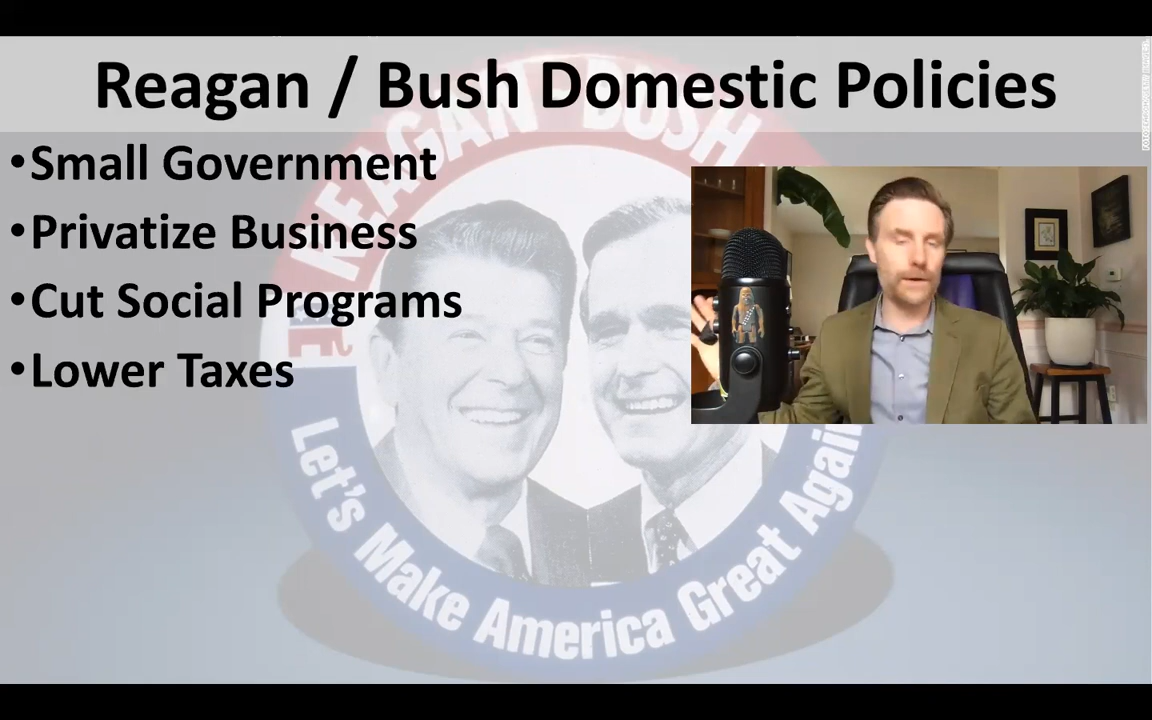 Reagan / Bush Domestic Policies
•Small Government
•Privatize Business
•Cut Social Programs
•Lower Taxes
REAGAN BUSH
Let's Make America Great Again